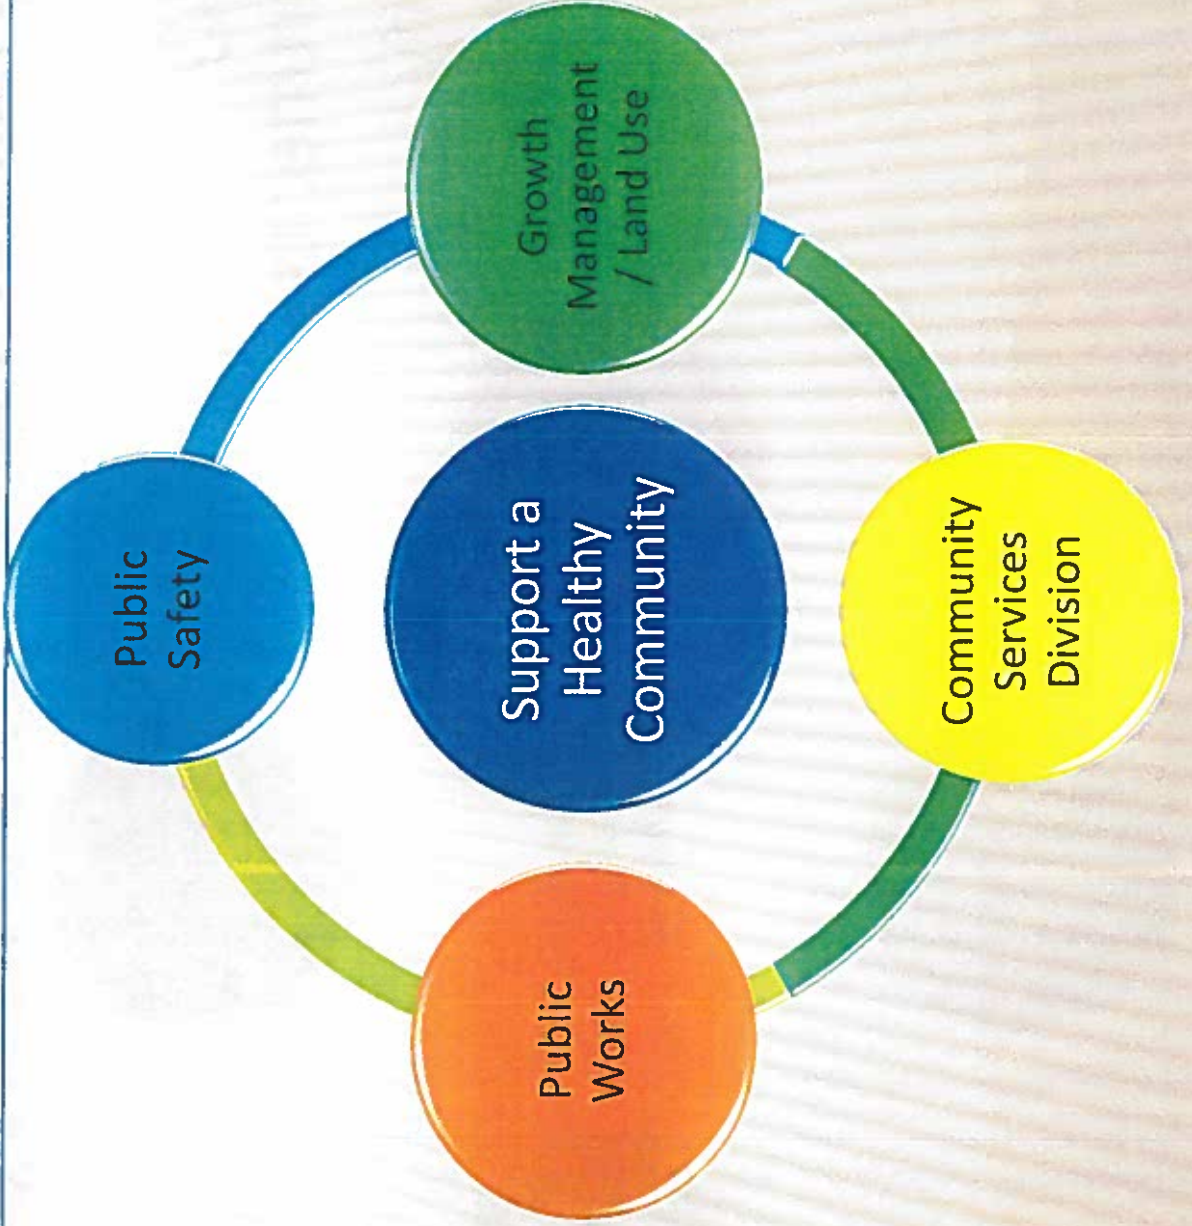 Public
Works
Community
Services
Division
Support a
Healthy
Community
Public
Safety
Growth
Management
/ Land Use